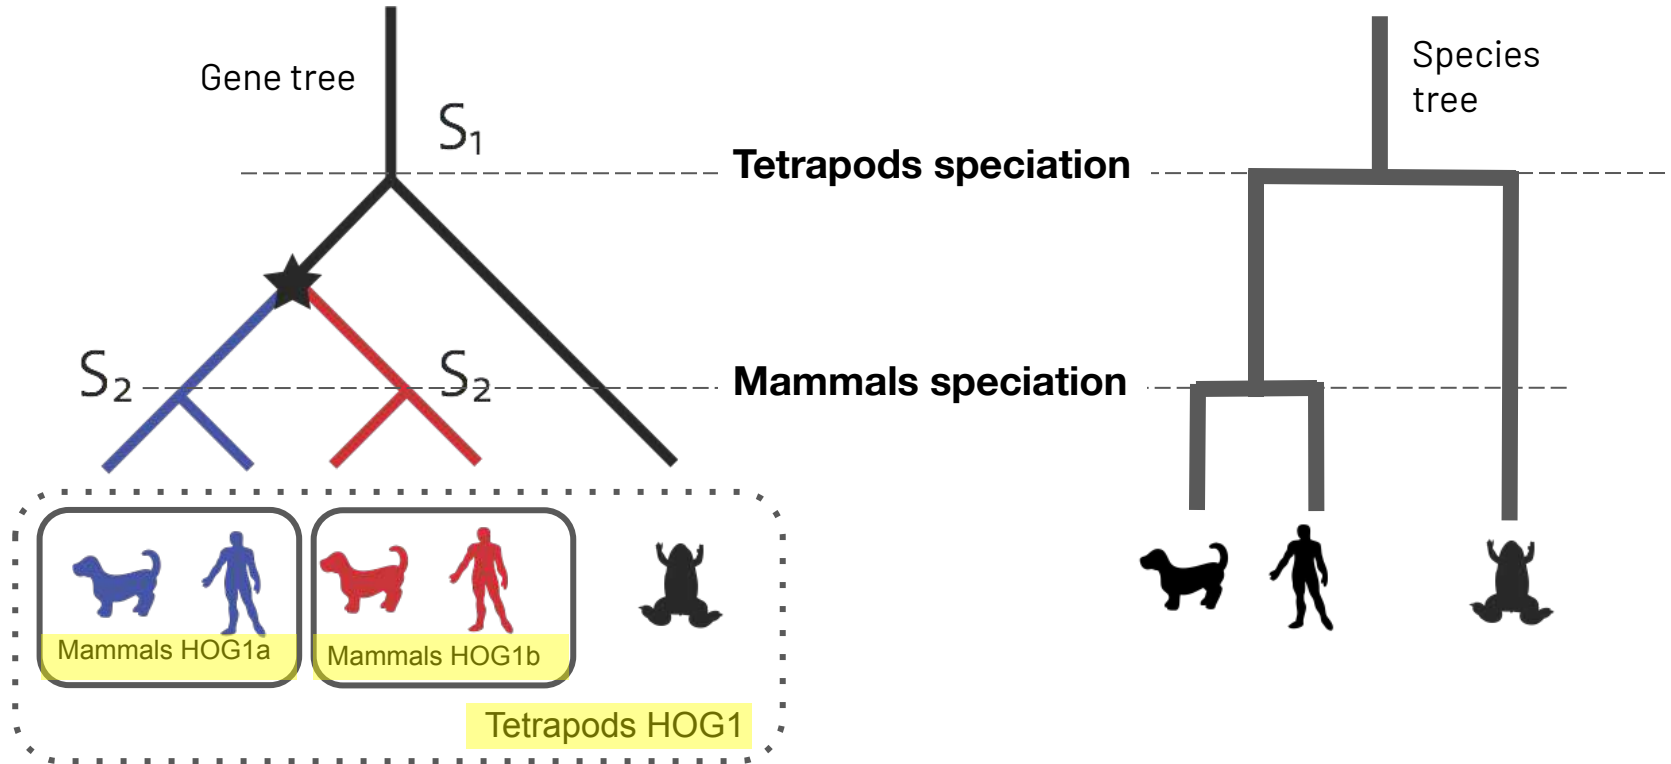 Gene tree
Species
tree
S₁
Tetrapods speciation
S₂
S₂
Mammals speciation
Mammals HOG1a
Mammals HOG1b
Tetrapods HOG1